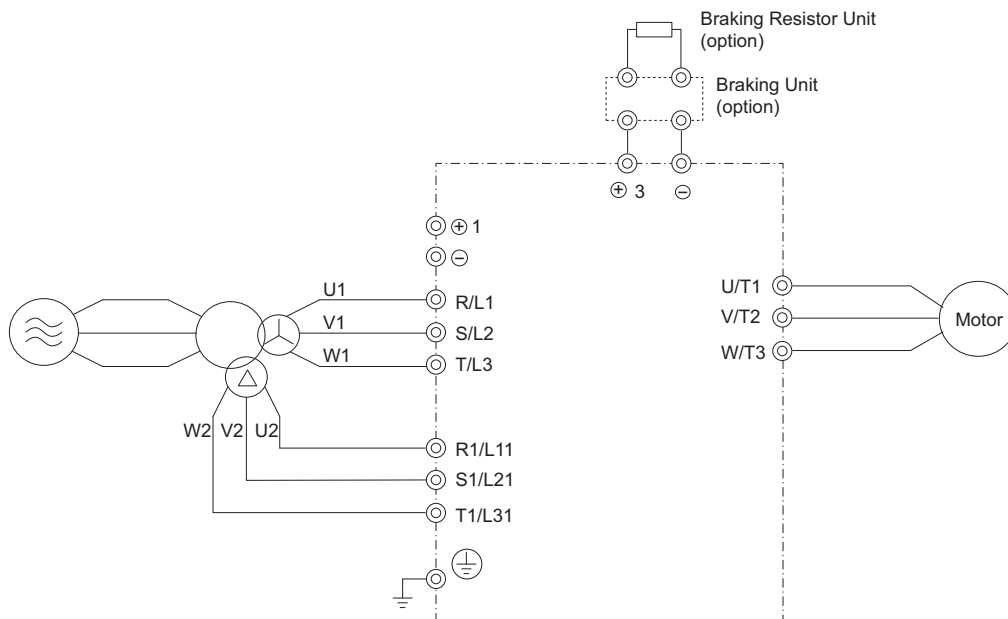 Braking Resistor Unit
(option)
Braking Unit
(option)
⊕ 3
⊖
⊕ 1
⊖
U1
R/L1
V1
S/L2
W1
T/L3
U/T1
V/T2
W/T3
Motor
W2
V2
U2
R1/L11
S1/L21
T1/L31